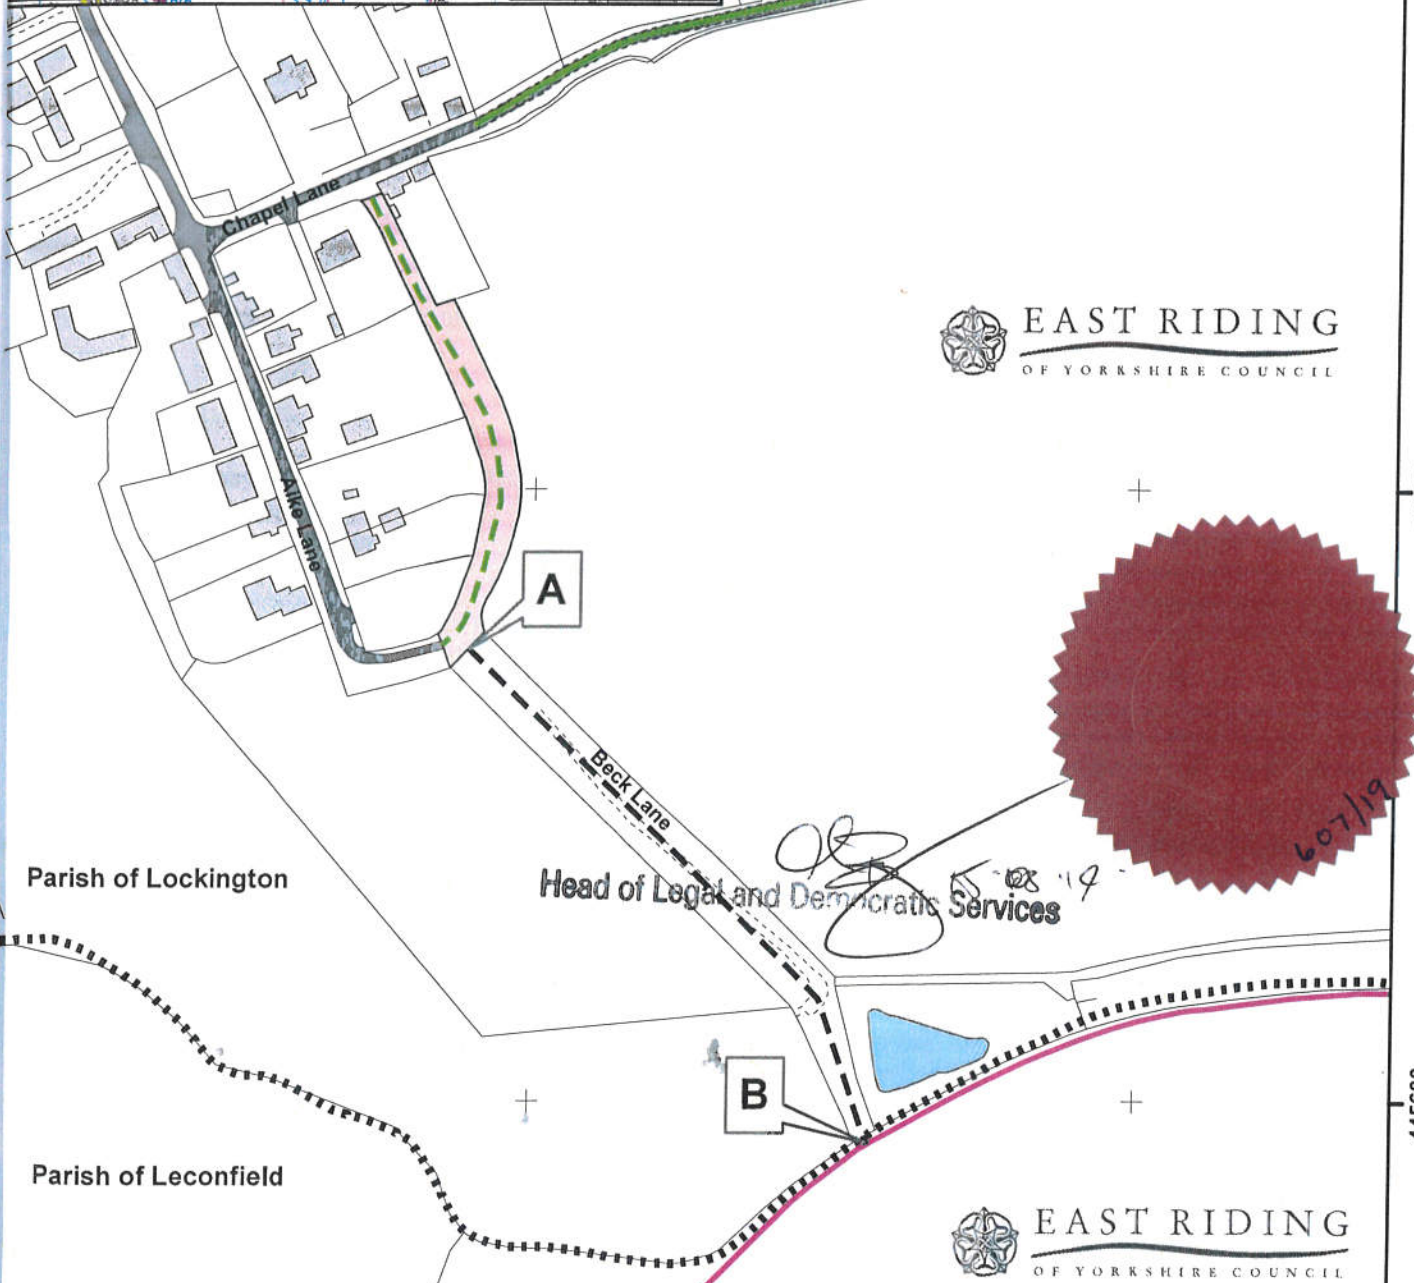 Chapel Lane
EAST RIDING
OF YORKSHIRE COUNCIL
Aike Lane
A
Beck Lane
607/19
Parish of Lockington
Head of Legal and Democratic Services
B
Parish of Leconfield
EAST RIDING
OF YORKSHIRE COUNCIL